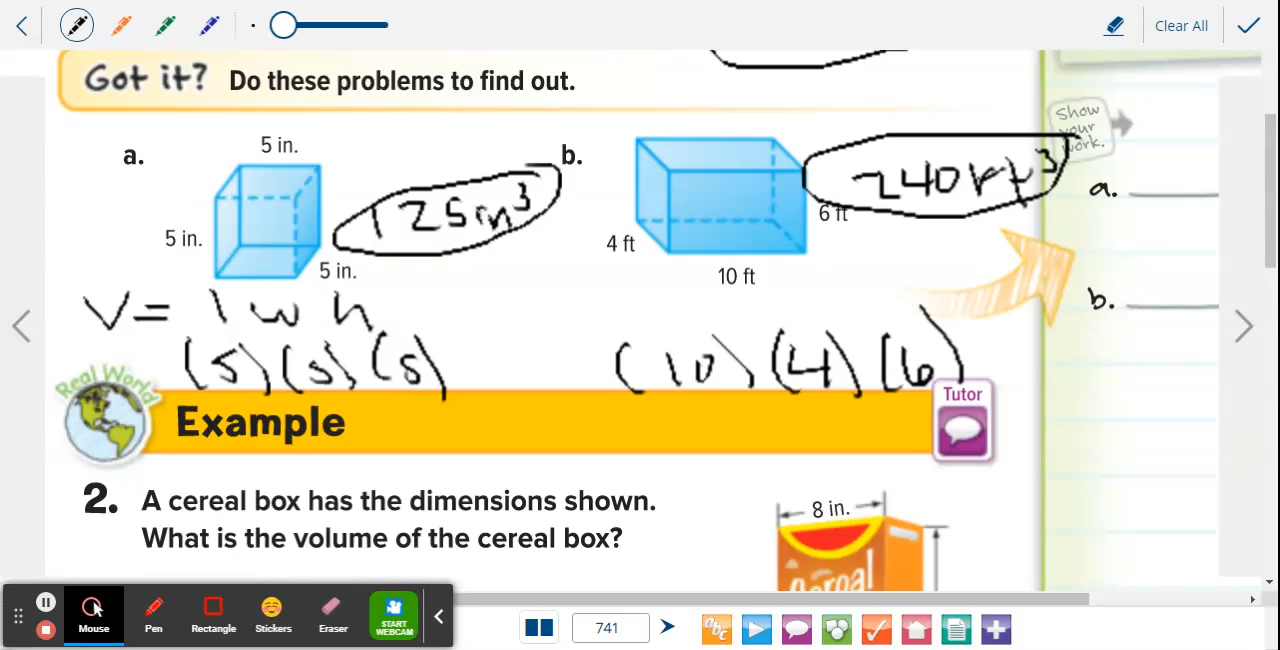 Clear All
Got it? Do these problems to find out.
Show your work.
a.
5 in.
5 in.
5 in.
125 in³
b.
4 ft
10 ft
6 ft
240 ft³
a.
b.
V = l w h
(5)(5)(5)
(10)(4)(6)
Real World
Example
Tutor
2. A cereal box has the dimensions shown.
What is the volume of the cereal box?
8 in.
Cereal
Mouse
Pen
Rectangle
Stickers
Eraser
START
WEBCAM
741
abc